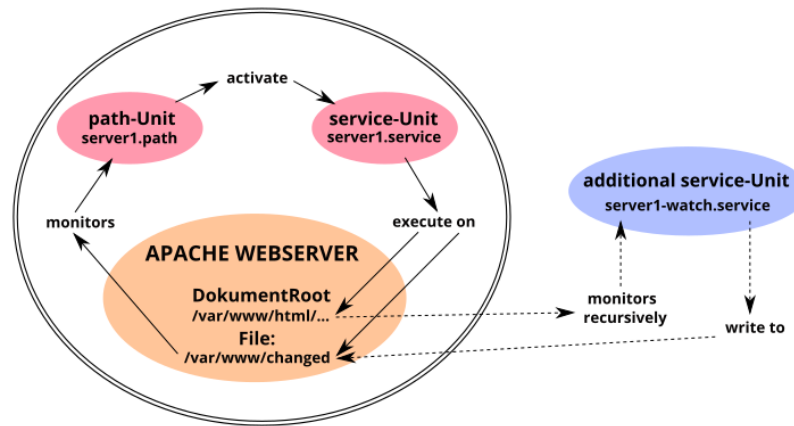 activate
path-Unit
server1.path
service-Unit
server1.service
monitors
execute on
APACHE WEBSERVER
DokumentRoot
/var/www/html/...
File:
/var/www/changed
additional service-Unit
server1-watch.service
monitors
recursively
write to